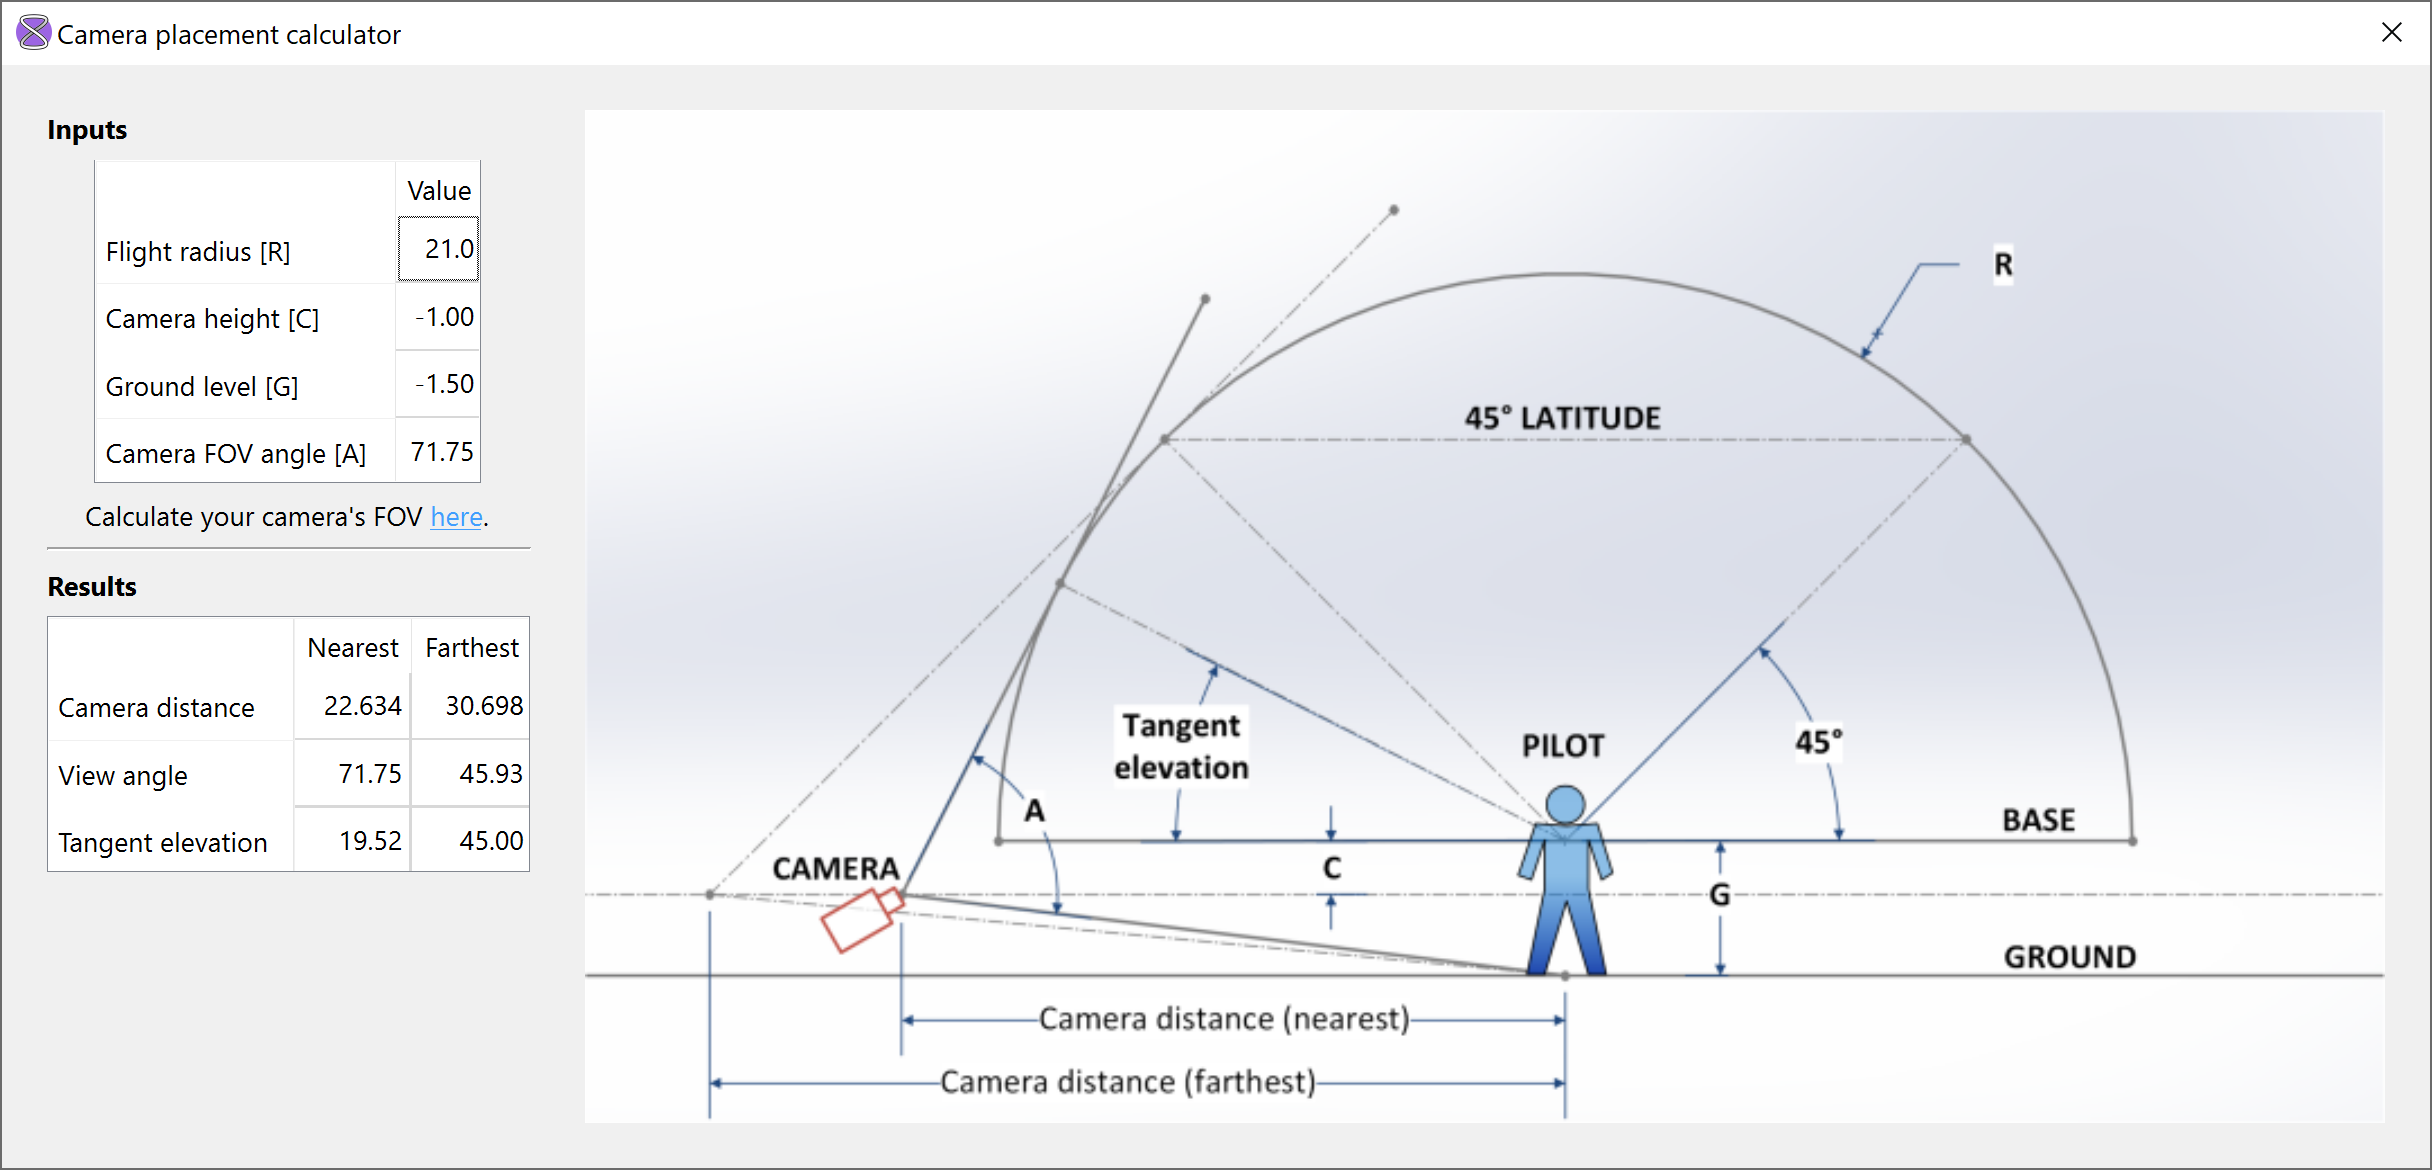 Camera placement calculator
Inputs
Value
Flight radius [R] 21.0
Camera height [C] -1.00
Ground level [G] -1.50
Camera FOV angle [A] 71.75
Calculate your camera's FOV here.
Results
Nearest Farthest
Camera distance 22.634 30.698
View angle 71.75 45.93
Tangent elevation 19.52 45.00
R
45° LATITUDE
Tangent
elevation
PILOT
45°
A
BASE
CAMERA
C
G
GROUND
Camera distance (nearest)
Camera distance (farthest)